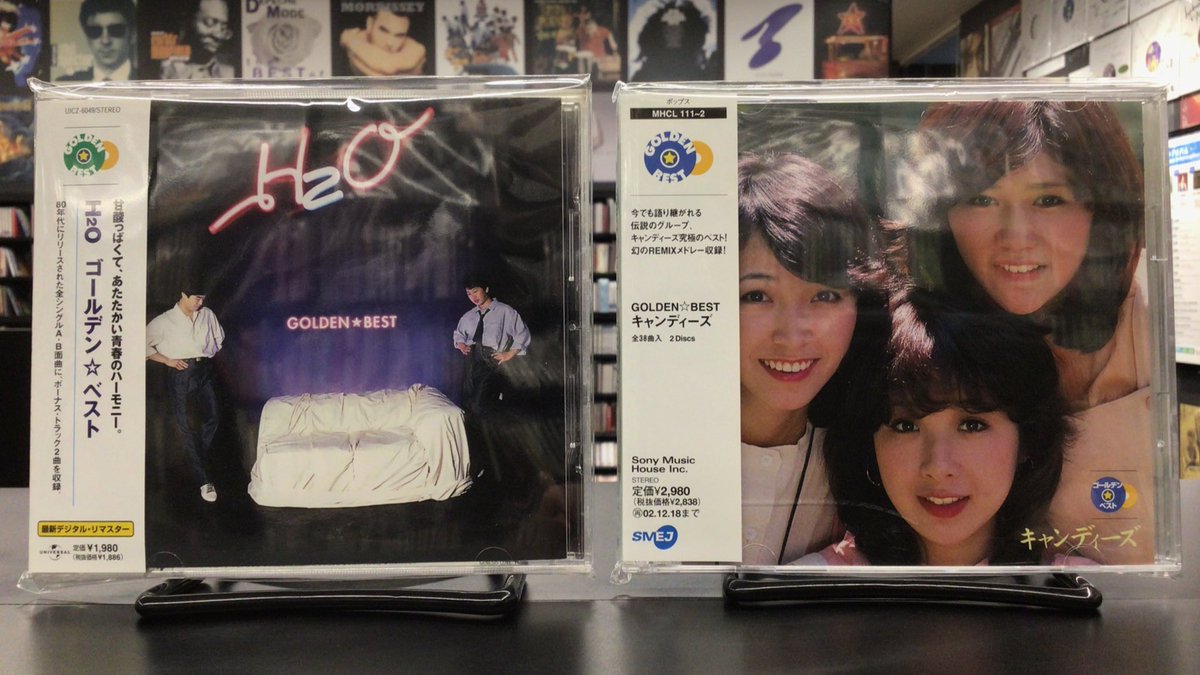 DEPECHE MODE
MORRISSEY
UICZ-6049/STEREO
GOLDEN BEST
甘酸っぱくて、あたたかい青春のハーモニー。
H2O ゴールデン☆ベスト
80年代にリリースされた全シングルA・B面曲に、ボーナス・トラック2曲を収録。
最新デジタル・リマスター
UNIVERSAL
定価¥1,980
(税抜価格¥1,886)
H2O
GOLDEN★BEST
ポップス
MHCL 111~2
GOLDEN BEST
今でも語り継がれる
伝説のグループ、
キャンディーズ究極のベスト!
幻のREMIXメドレー収録!
GOLDEN☆BEST
キャンディーズ
全38曲入 2 Discs
Sony Music
House Inc.
STEREO
定価¥2,980
(税抜価格¥2,838)
再02.12.18まで
SMEJ
ゴールデン
ベスト
キャンディーズ